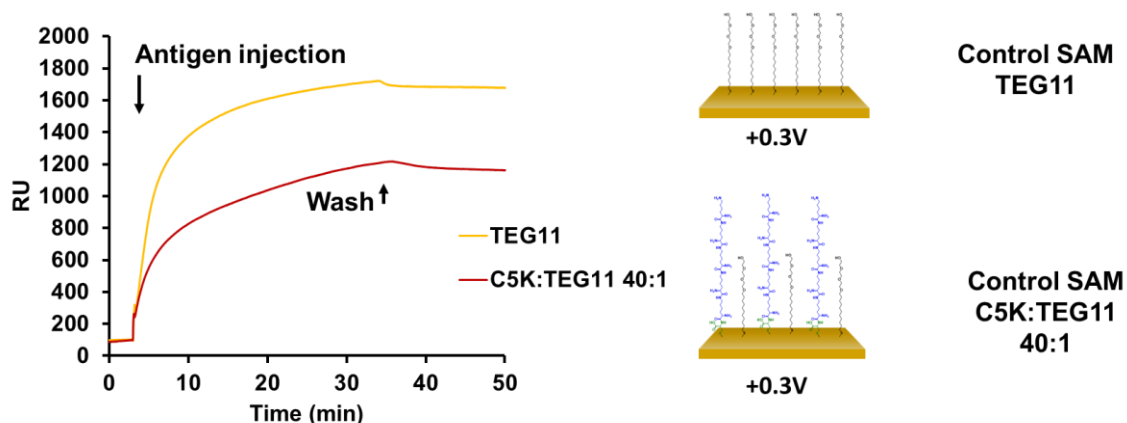 2000
1800
1600
1400
1200
1000
800
600
400
200
0
RU
Antigen injection
Wash
TEG11
C5K:TEG11 40:1
0
10
20
30
40
50
Time (min)
+0.3V
Control SAM
TEG11
+0.3V
Control SAM
C5K:TEG11
40:1